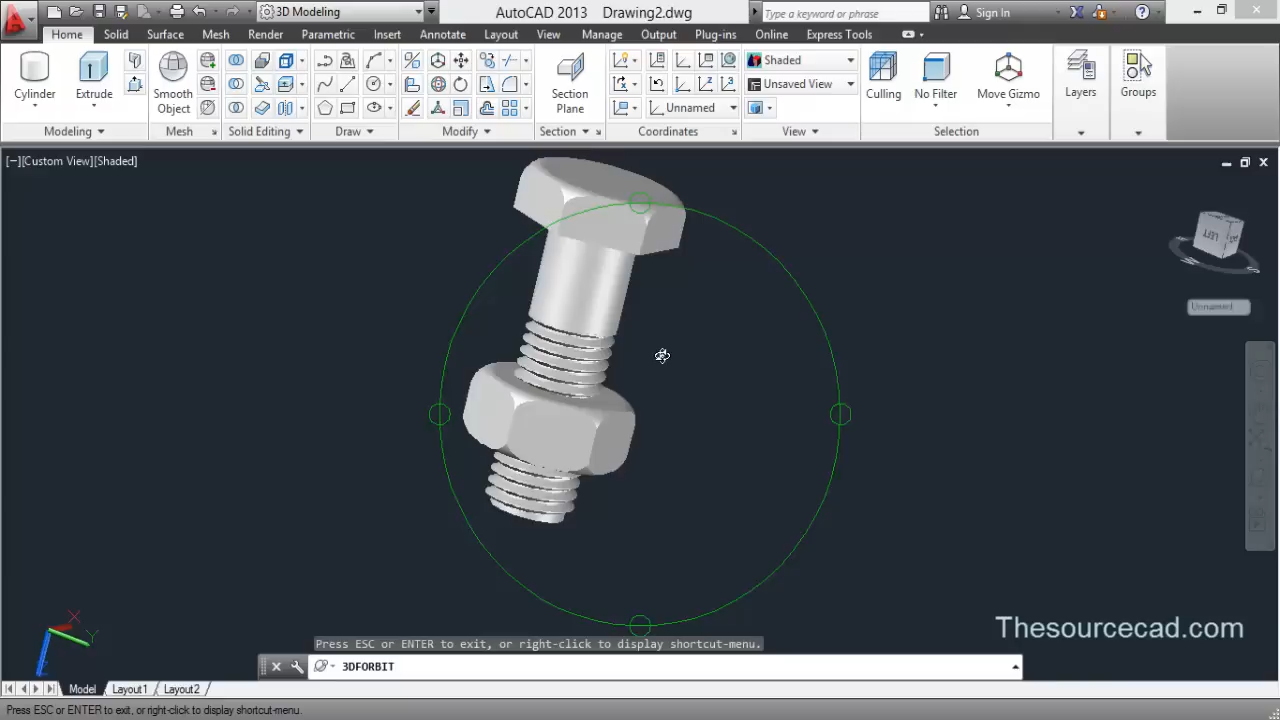 3D Modeling
AutoCAD 2013 Drawing2.dwg
Type a keyword or phrase
Sign In
Home Solid Surface Mesh Render Parametric Insert Annotate Layout View Manage Output Plug-ins Online Express Tools
Cylinder
Extrude
Smooth
Object
Section
Plane
Unnamed
Shaded
Unsaved View
Culling
No Filter
Move Gizmo
Layers
Groups
Modeling
Mesh
Solid Editing
Draw
Modify
Section
Coordinates
View
Selection
[−][Custom View][Shaded]
LEFT
Unnamed
X
Y
Z
Thesourcecad.com
Press ESC or ENTER to exit, or right-click to display shortcut-menu.
3DFORBIT
Model Layout1 Layout2
Press ESC or ENTER to exit, or right-click to display shortcut-menu.